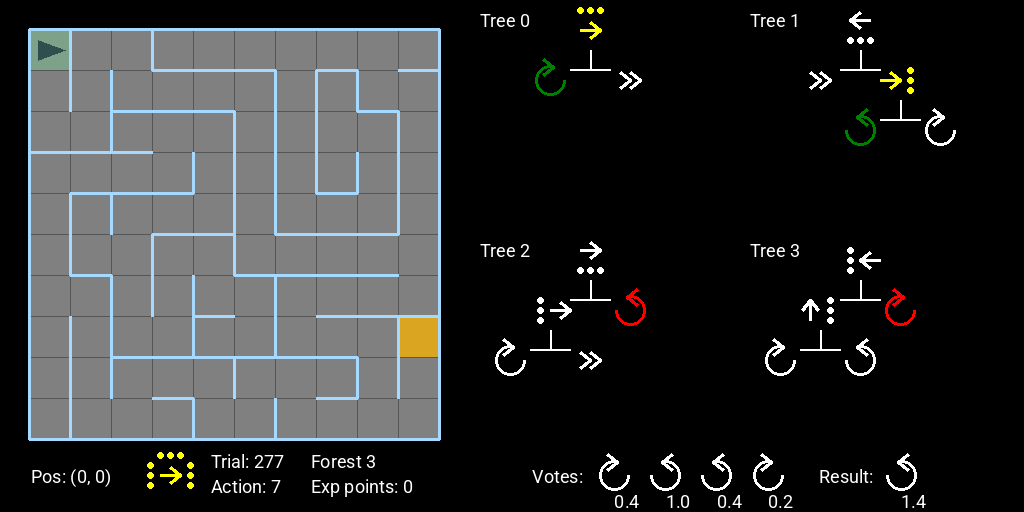 Tree 0
Tree 1
Tree 2
Tree 3
Pos: (0, 0)
Trial: 277
Forest 3
Action: 7
Exp points: 0
Votes:
0.4
1.0
0.4
0.2
Result:
1.4